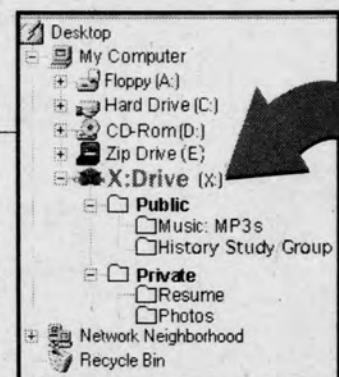 Desktop
My Computer
Floppy (A:)
Hard Drive (C:)
CD-Rom (D:)
Zip Drive (E)
X:Drive (X:)
Public
Music: MP3s
History Study Group
Private
Resume
Photos
Network Neighborhood
Recycle Bin